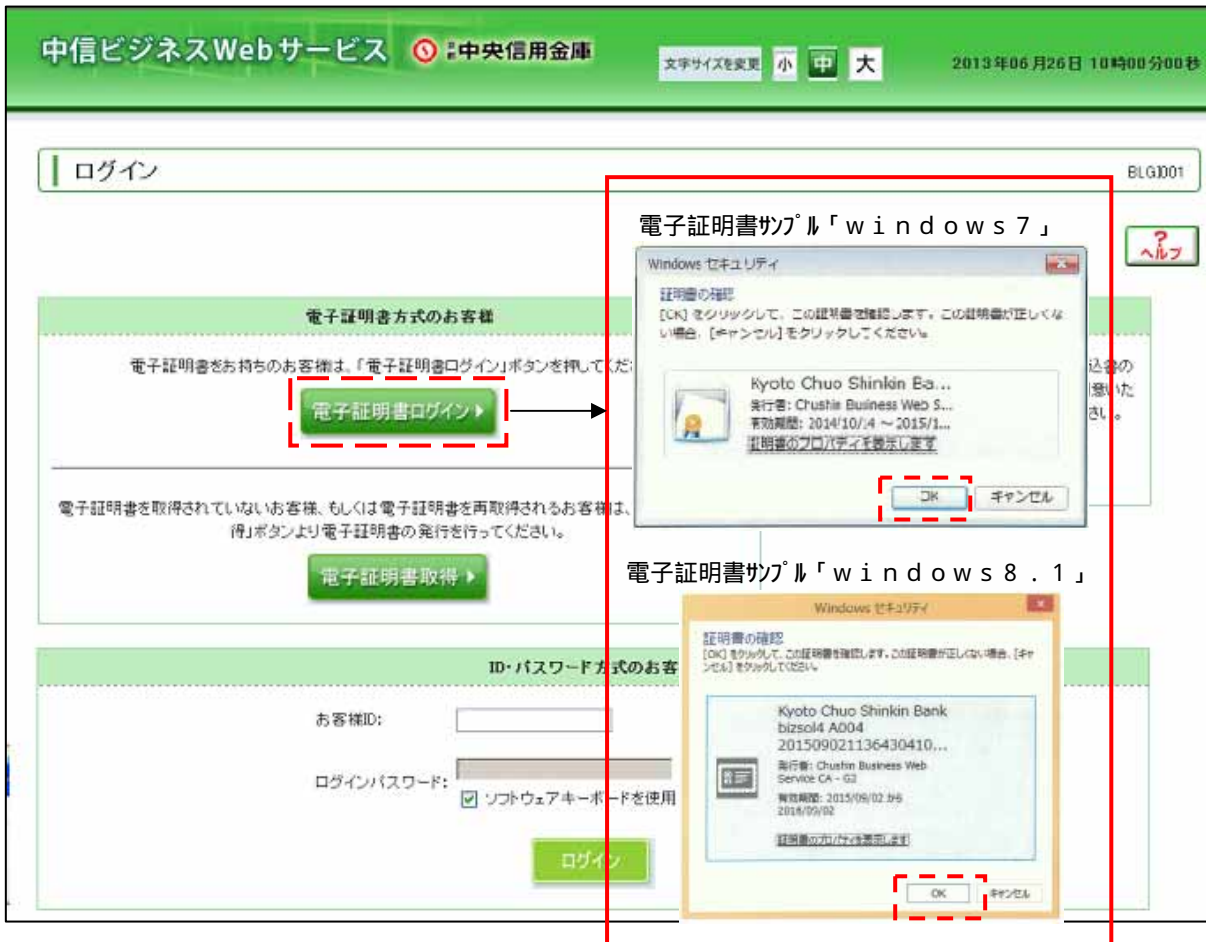 中信ビジネスWebサービス 京都中央信用金庫
文字サイズを変更 小 中 大
2013年06月26日 10時00分00秒
ログイン
BLGI001
ヘルプ
電子証明書方式のお客様
電子証明書をお持ちのお客様は、「電子証明書ログイン」ボタンを押してくだ
電子証明書ログイン
電子証明書を取得されていないお客様、もしくは電子証明書を再取得されるお客様は、
得」ボタンより電子証明書の発行を行ってください。
電子証明書取得
込書の
意いた
さい。
電子証明書サンプル「windows7」
Windows セキュリティ
証明書の確認
[OK] をクリックして、この証明書を確認します。この証明書が正しくな
い場合、[キャンセル] をクリックしてください。
Kyoto Chuo Shinkin Ba...
発行者: Chushin Business Web S...
有効期間: 2014/10/14 ～ 2015/1...
証明書のプロパティを表示します
OK キャンセル
電子証明書サンプル「windows8.1」
Windows セキュリティ
証明書の確認
[OK] をクリックして、この証明書を確認します。この証明書が正しくない場合、[キャ
ンセル] をクリックしてください。
Kyoto Chuo Shinkin Bank
bizsol4 A004
201509021136430410...
発行者: Chushin Business Web
Service CA - G2
有効期間: 2015/09/02 から
2016/09/02
証明書のプロパティを表示します
OK キャンセル
ID・パスワード方式のお客
お客様ID:
ログインパスワード:
ソフトウェアキーボードを使用
ログイン